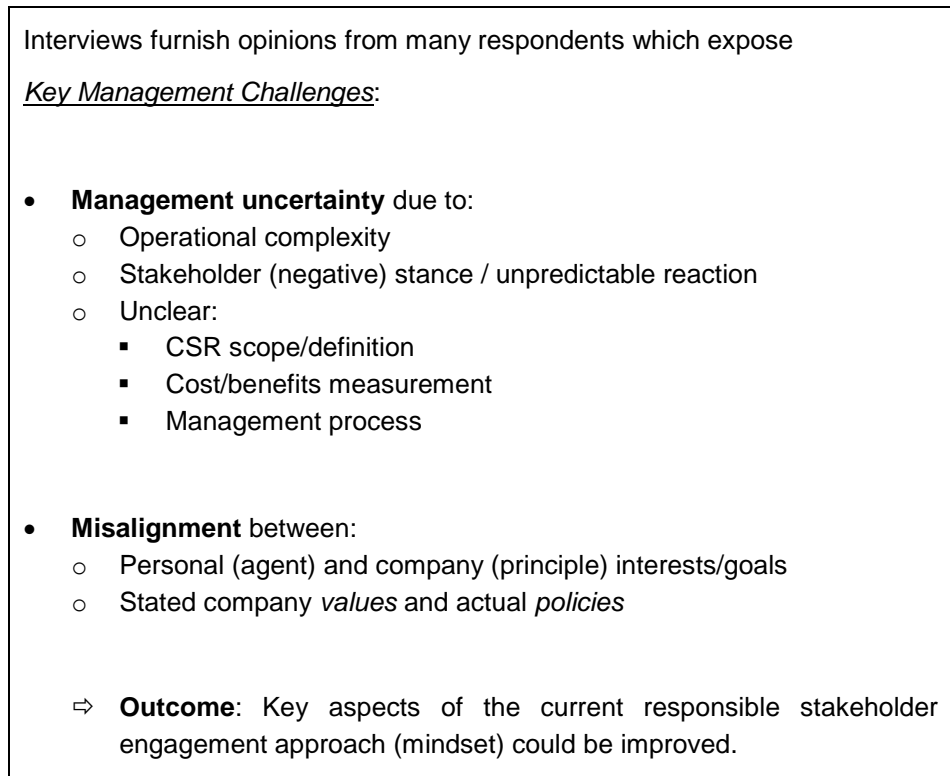 Interviews furnish opinions from many respondents which expose
Key Management Challenges:
• Management uncertainty due to:
o Operational complexity
o Stakeholder (negative) stance / unpredictable reaction
o Unclear:
▪ CSR scope/definition
▪ Cost/benefits measurement
▪ Management process
• Misalignment between:
o Personal (agent) and company (principle) interests/goals
o Stated company values and actual policies
⇨ Outcome: Key aspects of the current responsible stakeholder
engagement approach (mindset) could be improved.